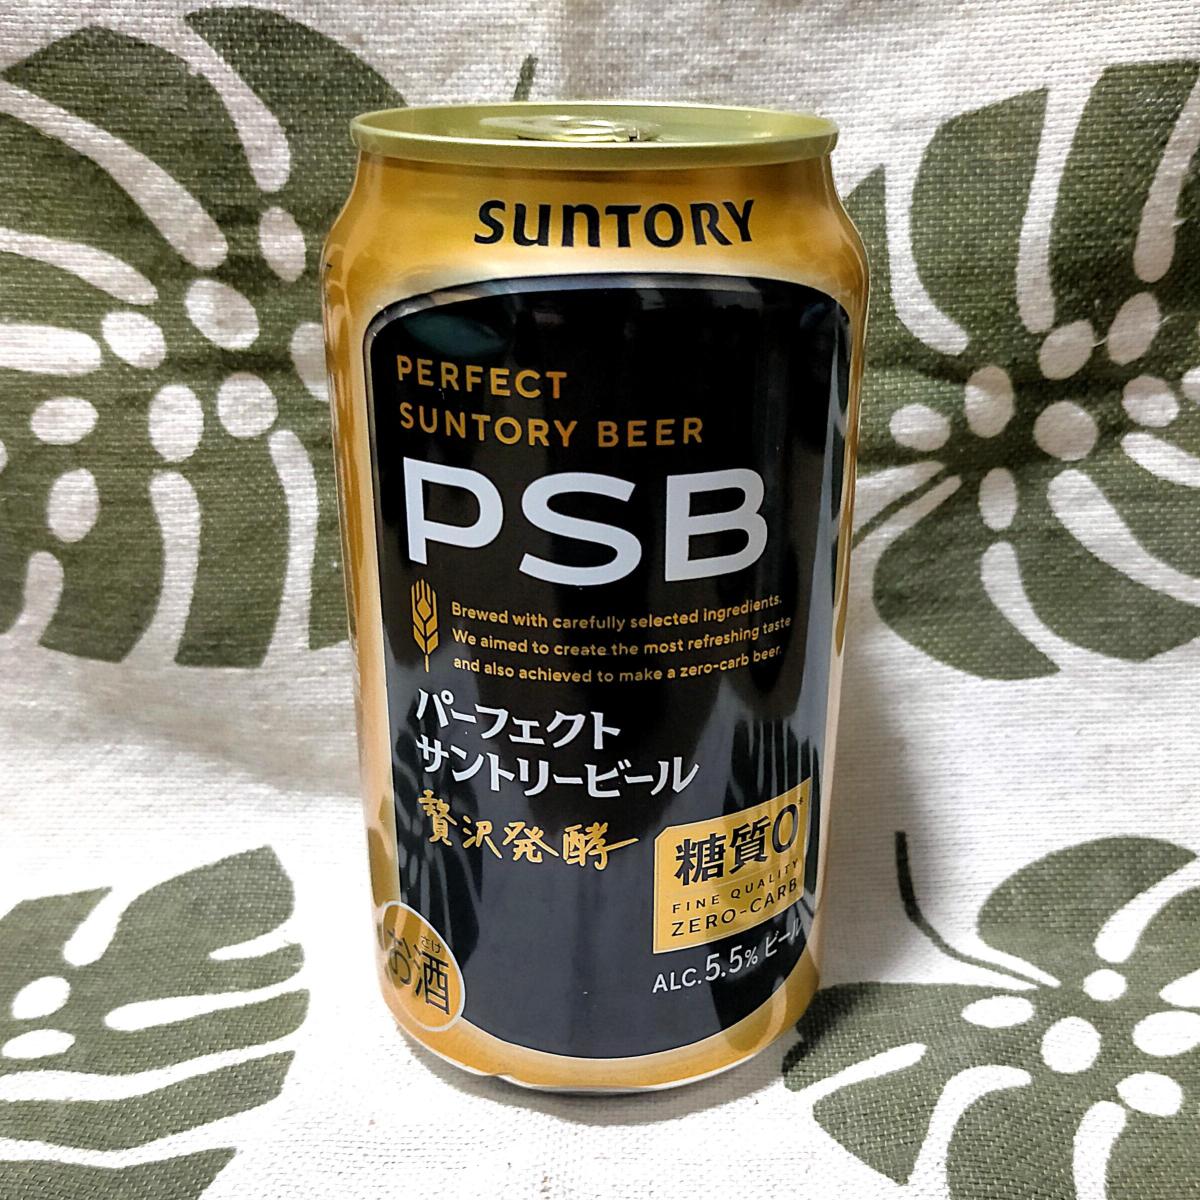 SUNTORY
PERFECT
SUNTORY BEER
PSB
Brewed with carefully selected ingredients.
We aimed to create the most refreshing taste
and also achieved to make a zero-carb beer.
パーフェクト
サントリービール
贅沢発酵
糖質0*
FINE QUALITY
ZERO-CARB
ALC.5.5% ビール
さけ
お酒